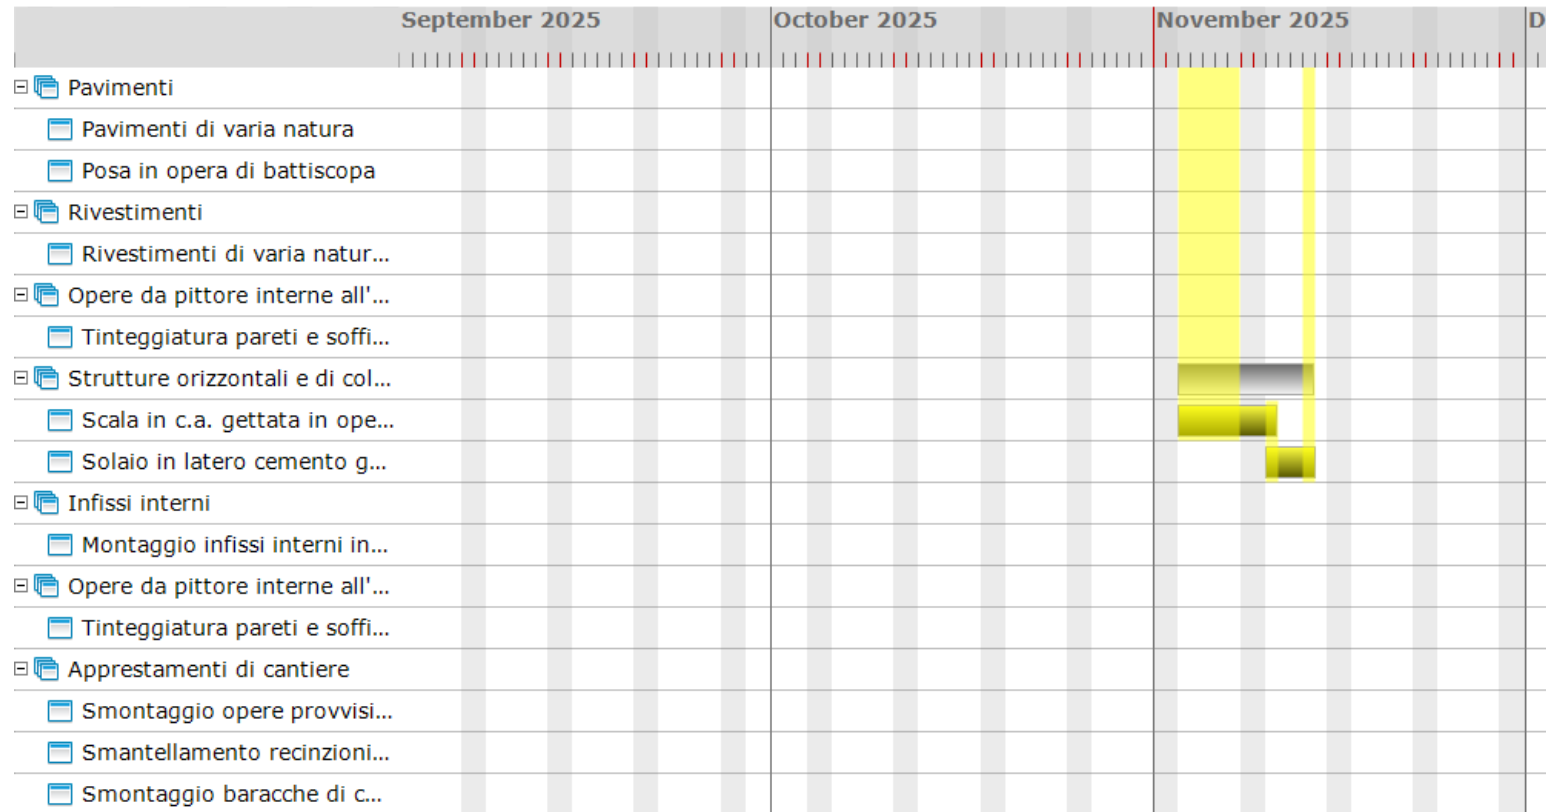 September 2025 October 2025 November 2025 D
Pavimenti
Pavimenti di varia natura
Posa in opera di battiscopa
Rivestimenti
Rivestimenti di varia natur...
Opere da pittore interne all'...
Tinteggiatura pareti e soffi...
Strutture orizzontali e di col...
Scala in c.a. gettata in ope...
Solaio in latero cemento g...
Infissi interni
Montaggio infissi interni in...
Opere da pittore interne all'...
Tinteggiatura pareti e soffi...
Apprestamenti di cantiere
Smontaggio opere provvisi...
Smantellamento recinzioni...
Smontaggio baracche di c...